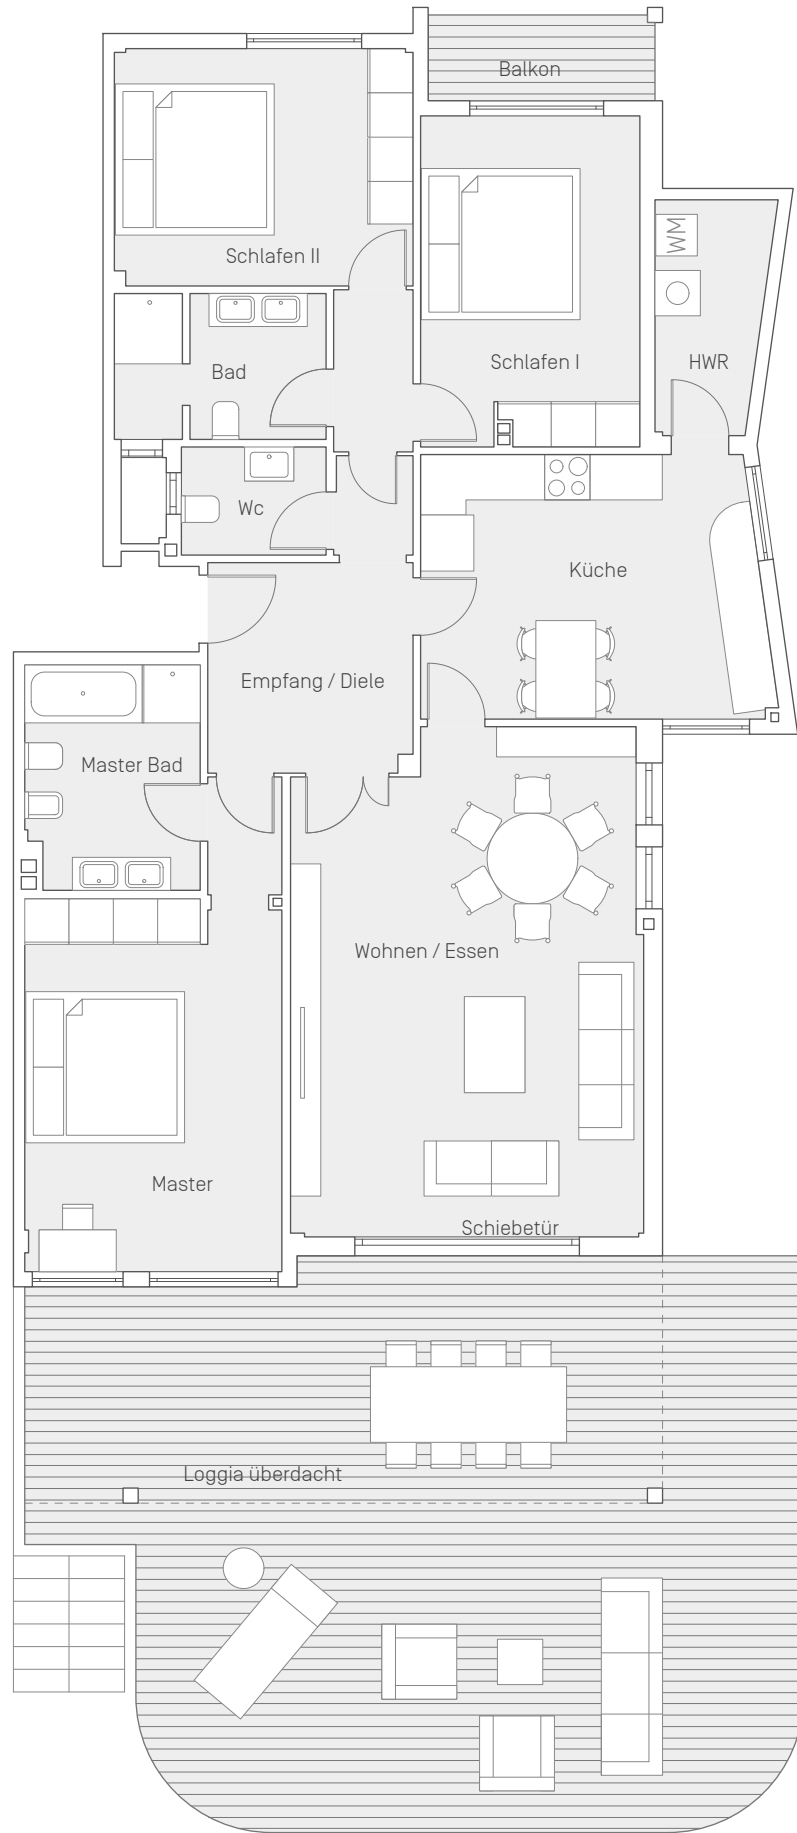 Balkon
Schlafen II
WM
Schlafen I
HWR
Bad
Wc
Küche
Empfang / Diele
Master Bad
Wohnen / Essen
Master
Schiebetür
Loggia überdacht